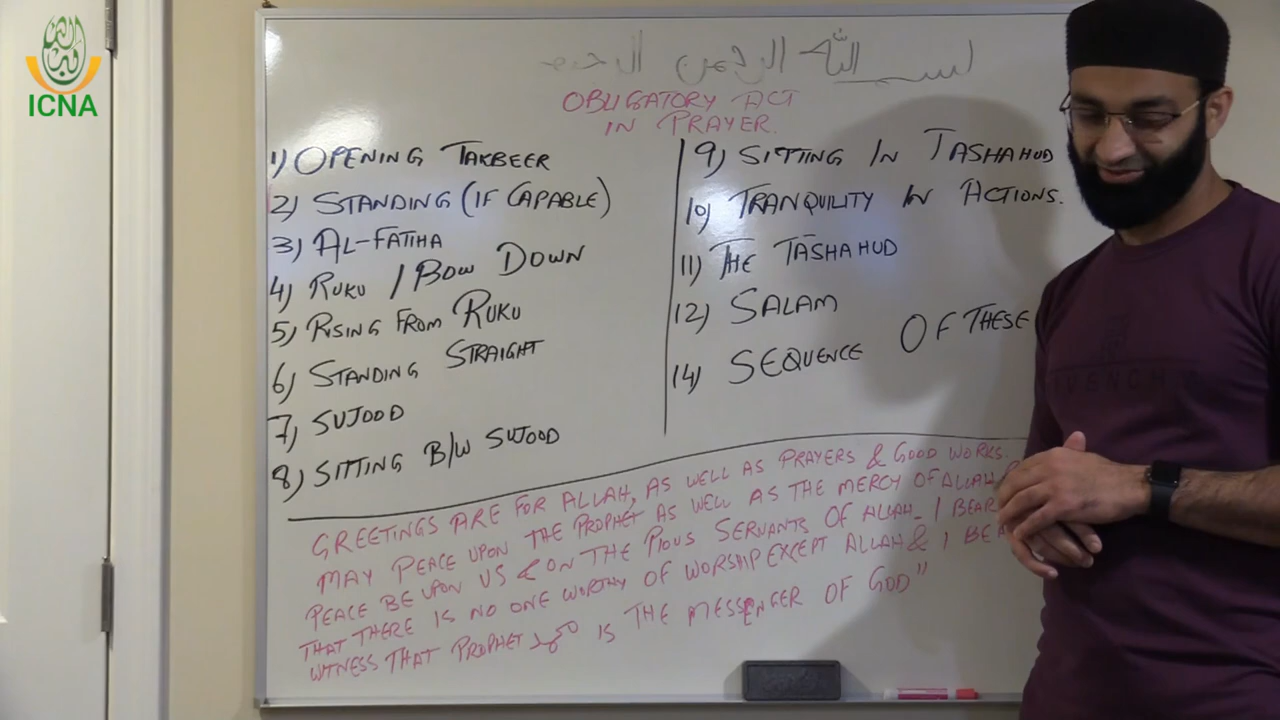 ICNA
بسم الله الرحمن الرحيم
OBLIGATORY ACT
IN PRAYER.
1) OPENING TAKBEER
2) STANDING (IF CAPABLE)
3) AL-FATIHA
4) RUKU / BOW DOWN
5) RISING FROM RUKU
6) STANDING STRAIGHT
7) SUJOOD
8) SITTING B/W SUJOOD
9) SITTING IN TASHAHUD
10) TRANQUILITY IN ACTIONS.
11) THE TASHAHUD
12) SALAM
14) SEQUENCE OF THESE
GREETINGS ARE FOR ALLAH, AS WELL AS PRAYERS & GOOD WORKS.
MAY PEACE UPON THE PROPHET AS WELL AS THE MERCY OF ALLAH &
PEACE BE UPON US & ON THE PIOUS SERVANTS OF ALLAH - I BEAR
THAT THERE IS NO ONE WORTHY OF WORSHIP EXCEPT ALLAH & I BEA
WITNESS THAT PROPHET محمد IS THE MESSENGER OF GOD"